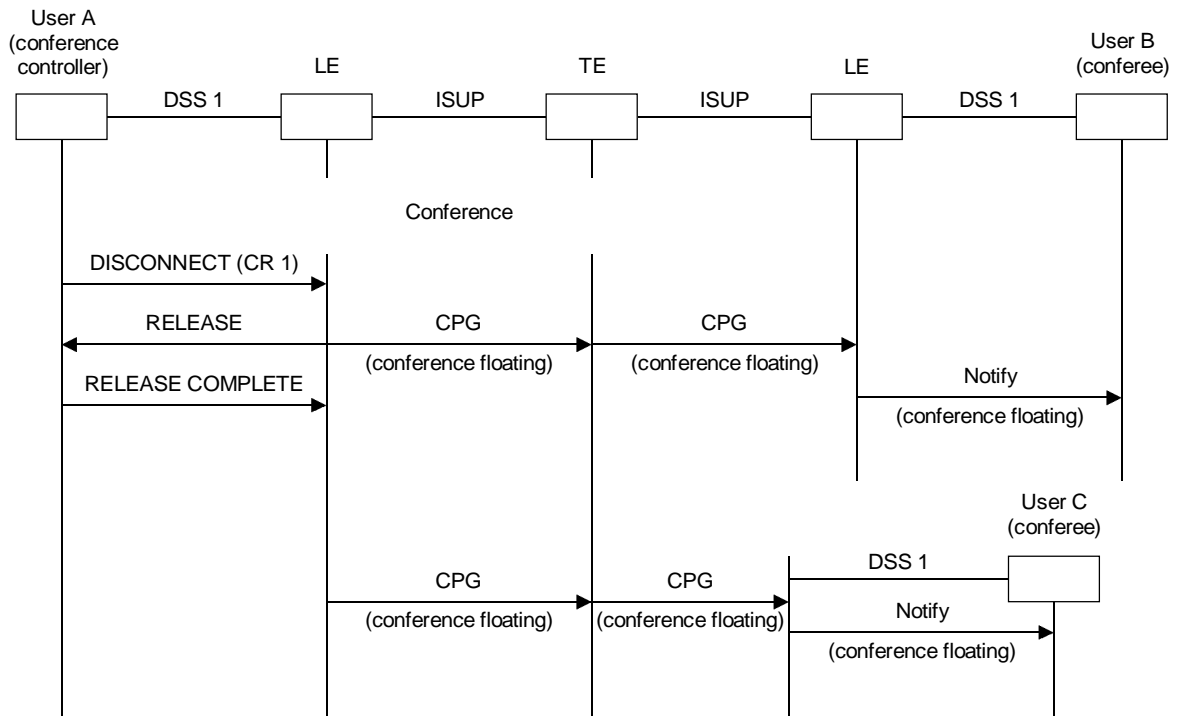 User A
(conference
controller)
LE
TE
LE
User B
(conferee)
DSS 1
ISUP
ISUP
DSS 1
Conference
DISCONNECT (CR 1)
RELEASE
CPG
CPG
(conference floating)
(conference floating)
RELEASE COMPLETE
Notify
(conference floating)
User C
(conferee)
DSS 1
CPG
CPG
(conference floating)
(conference floating)
Notify
(conference floating)